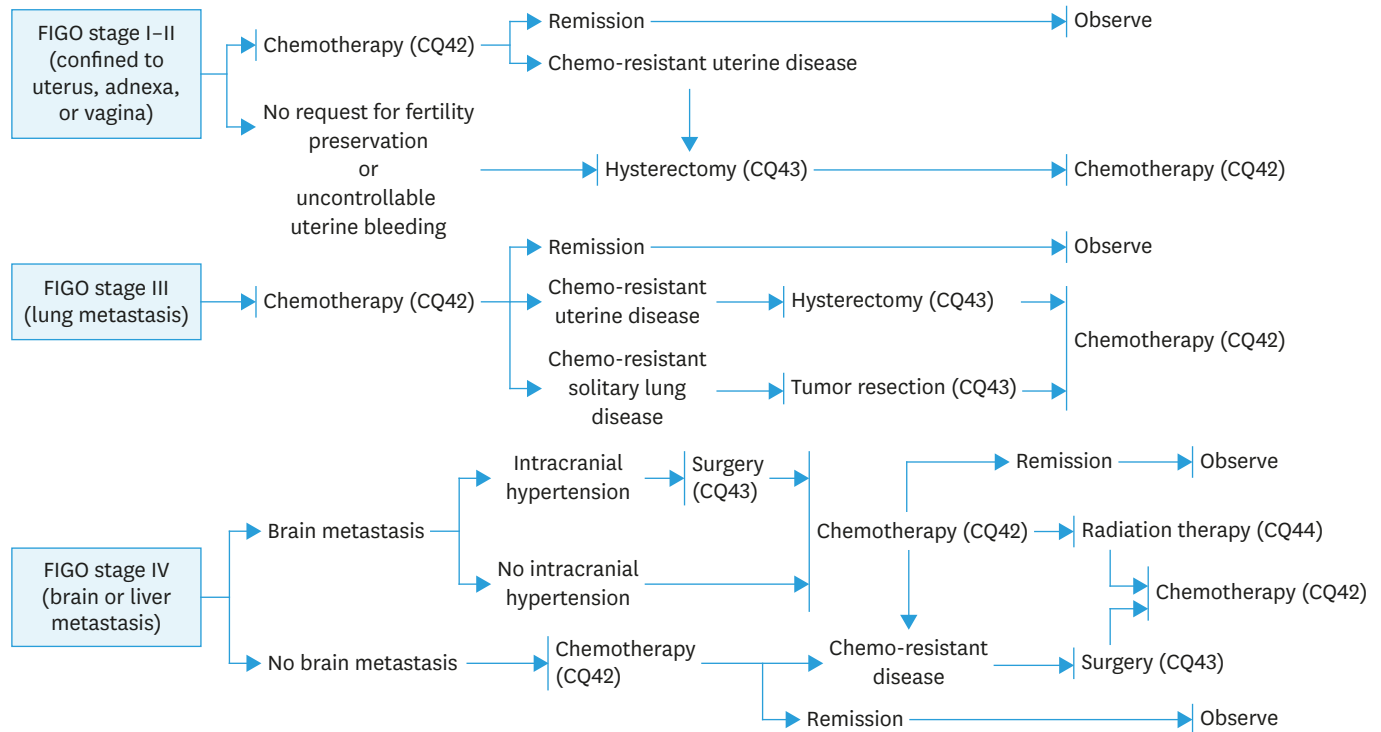 FIGO stage I–II
(confined to
uterus, adnexa,
or vagina)
Chemotherapy (CQ42)
Remission
Observe
Chemo-resistant uterine disease
No request for fertility
preservation
or
uncontrollable
uterine bleeding
Hysterectomy (CQ43)
Chemotherapy (CQ42)
FIGO stage III
(lung metastasis)
Chemotherapy (CQ42)
Remission
Observe
Chemo-resistant
uterine disease
Hysterectomy (CQ43)
Chemo-resistant
solitary lung
disease
Tumor resection (CQ43)
Chemotherapy (CQ42)
FIGO stage IV
(brain or liver
metastasis)
Brain metastasis
Intracranial
hypertension
Surgery
(CQ43)
No intracranial
hypertension
Chemotherapy (CQ42)
Remission
Observe
Radiation therapy (CQ44)
Chemotherapy (CQ42)
No brain metastasis
Chemotherapy
(CQ42)
Chemo-resistant
disease
Surgery (CQ43)
Remission
Observe